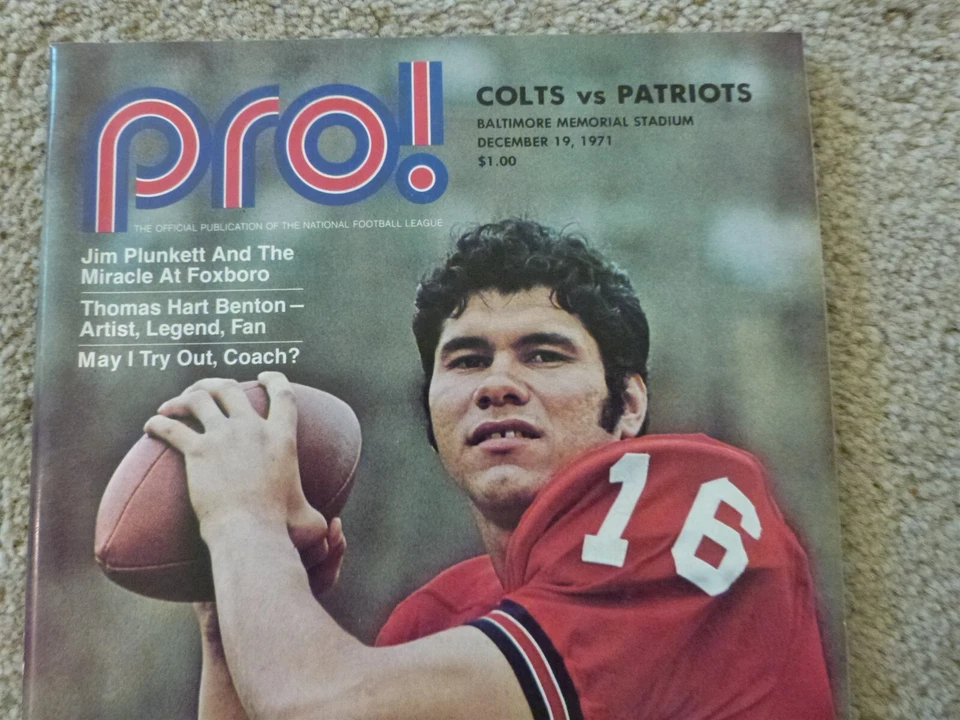 pro!
COLTS vs PATRIOTS
BALTIMORE MEMORIAL STADIUM
DECEMBER 19, 1971
$1.00
THE OFFICIAL PUBLICATION OF THE NATIONAL FOOTBALL LEAGUE
Jim Plunkett And The
Miracle At Foxboro
Thomas Hart Benton—
Artist, Legend, Fan
May I Try Out, Coach?
16